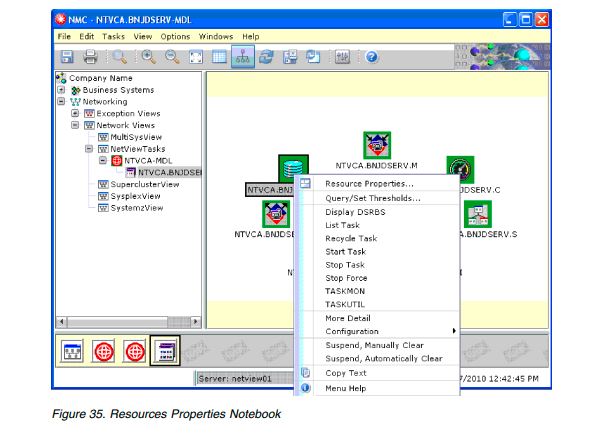 NMC - NTVCA.BNJDSERV-MDL
File Edit Tasks View Options Windows Help
Company Name
Business Systems
Networking
Exception Views
Network Views
MultiSysView
NetViewTasks
NTVCA-MDL
NTVCA.BNJDSE
SuperclusterView
SysplexView
SystemzView
NTVCA.BNJDSERV.M
NTVCA.BNJ
SERV.C
NTVCA.BNJDSE
A.BNJDSERV.S
N
Resource Properties...
Query/Set Thresholds...
Display DSRBS
List Task
Recycle Task
Start Task
Stop Task
Stop Force
TASKMON
TASKUTIL
More Detail
Configuration
Suspend, Manually Clear
Suspend, Automatically Clear
Copy Text
Menu Help
Server: netview01
7/2010 12:42:45 PM
Figure 35. Resources Properties Notebook